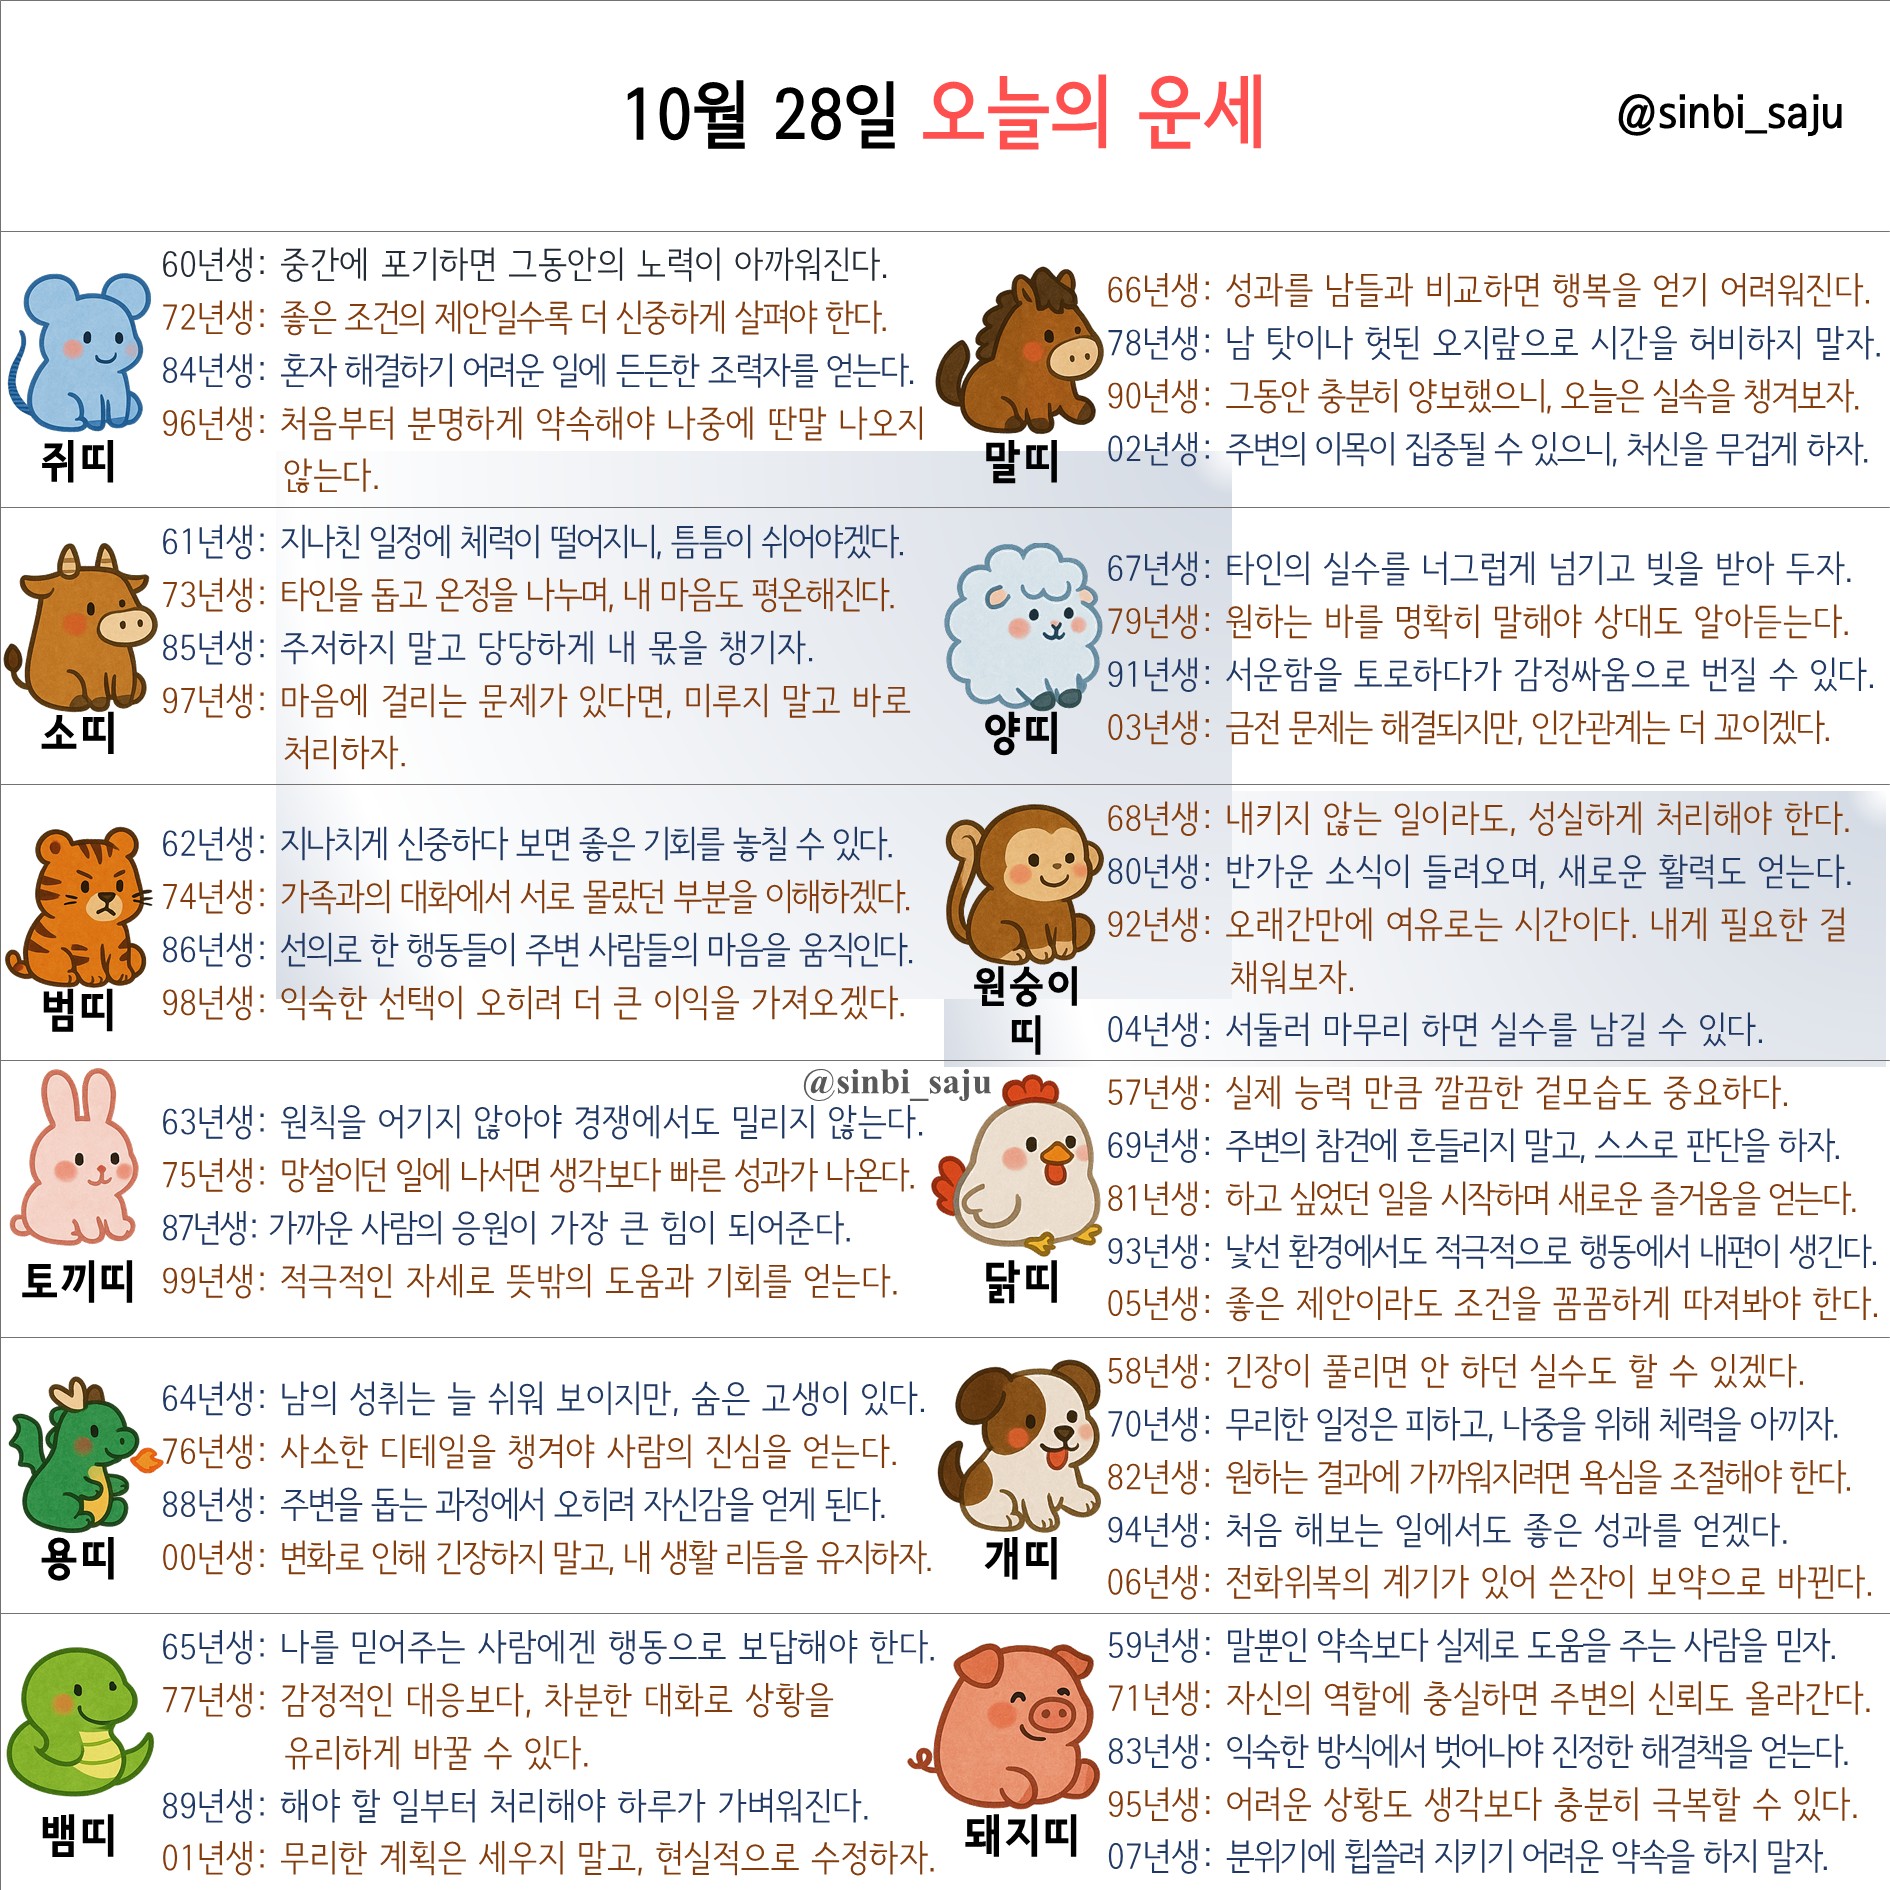 10월 28일 오늘의 운세
@sinbi_saju
60년생: 중간에 포기하면 그동안의 노력이 아까워진다.
72년생: 좋은 조건의 제안일수록 더 신중하게 살펴야 한다.
84년생: 혼자 해결하기 어려운 일에 든든한 조력자를 얻는다.
96년생: 처음부터 분명하게 약속해야 나중에 딴말 나오지
않는다.
쥐띠
61년생: 지나친 일정에 체력이 떨어지니, 틈틈이 쉬어야겠다.
73년생: 타인을 돕고 온정을 나누며, 내 마음도 평온해진다.
85년생: 주저하지 말고 당당하게 내 몫을 챙기자.
97년생: 마음에 걸리는 문제가 있다면, 미루지 말고 바로
처리하자.
소띠
62년생: 지나치게 신중하다 보면 좋은 기회를 놓칠 수 있다.
74년생: 가족과의 대화에서 서로 몰랐던 부분을 이해하겠다.
86년생: 선의로 한 행동들이 주변 사람들의 마음을 움직인다.
98년생: 익숙한 선택이 오히려 더 큰 이익을 가져오겠다.
범띠
63년생: 원칙을 어기지 않아야 경쟁에서도 밀리지 않는다.
75년생: 망설이던 일에 나서면 생각보다 빠른 성과가 나온다.
87년생: 가까운 사람의 응원이 가장 큰 힘이 되어준다.
99년생: 적극적인 자세로 뜻밖의 도움과 기회를 얻는다.
토끼띠
64년생: 남의 성취는 늘 쉬워 보이지만, 숨은 고생이 있다.
76년생: 사소한 디테일을 챙겨야 사람의 진심을 얻는다.
88년생: 주변을 돕는 과정에서 오히려 자신감을 얻게 된다.
00년생: 변화로 인해 긴장하지 말고, 내 생활 리듬을 유지하자.
용띠
65년생: 나를 믿어주는 사람에겐 행동으로 보답해야 한다.
77년생: 감정적인 대응보다, 차분한 대화로 상황을
유리하게 바꿀 수 있다.
89년생: 해야 할 일부터 처리해야 하루가 가벼워진다.
01년생: 무리한 계획은 세우지 말고, 현실적으로 수정하자.
뱀띠
66년생: 성과를 남들과 비교하면 행복을 얻기 어려워진다.
78년생: 남 탓이나 헛된 오지랖으로 시간을 허비하지 말자.
90년생: 그동안 충분히 양보했으니, 오늘은 실속을 챙겨보자.
02년생: 주변의 이목이 집중될 수 있으니, 처신을 무겁게 하자.
말띠
67년생: 타인의 실수를 너그럽게 넘기고 빚을 받아 두자.
79년생: 원하는 바를 명확히 말해야 상대도 알아듣는다.
91년생: 서운함을 토로하다가 감정싸움으로 번질 수 있다.
03년생: 금전 문제는 해결되지만, 인간관계는 더 꼬이겠다.
양띠
68년생: 내키지 않는 일이라도, 성실하게 처리해야 한다.
80년생: 반가운 소식이 들려오며, 새로운 활력도 얻는다.
92년생: 오래간만에 여유로는 시간이다. 내게 필요한 걸
채워보자.
04년생: 서둘러 마무리 하면 실수를 남길 수 있다.
원숭이
띠
@sinbi_saju
57년생: 실제 능력 만큼 깔끔한 겉모습도 중요하다.
69년생: 주변의 참견에 흔들리지 말고, 스스로 판단을 하자.
81년생: 하고 싶었던 일을 시작하며 새로운 즐거움을 얻는다.
93년생: 낯선 환경에서도 적극적으로 행동에서 내편이 생긴다.
05년생: 좋은 제안이라도 조건을 꼼꼼하게 따져봐야 한다.
닭띠
58년생: 긴장이 풀리면 안 하던 실수도 할 수 있겠다.
70년생: 무리한 일정은 피하고, 나중을 위해 체력을 아끼자.
82년생: 원하는 결과에 가까워지려면 욕심을 조절해야 한다.
94년생: 처음 해보는 일에서도 좋은 성과를 얻겠다.
06년생: 전화위복의 계기가 있어 쓴잔이 보약으로 바뀐다.
개띠
59년생: 말뿐인 약속보다 실제로 도움을 주는 사람을 믿자.
71년생: 자신의 역할에 충실하면 주변의 신뢰도 올라간다.
83년생: 익숙한 방식에서 벗어나야 진정한 해결책을 얻는다.
95년생: 어려운 상황도 생각보다 충분히 극복할 수 있다.
07년생: 분위기에 휩쓸려 지키기 어려운 약속을 하지 말자.
돼지띠